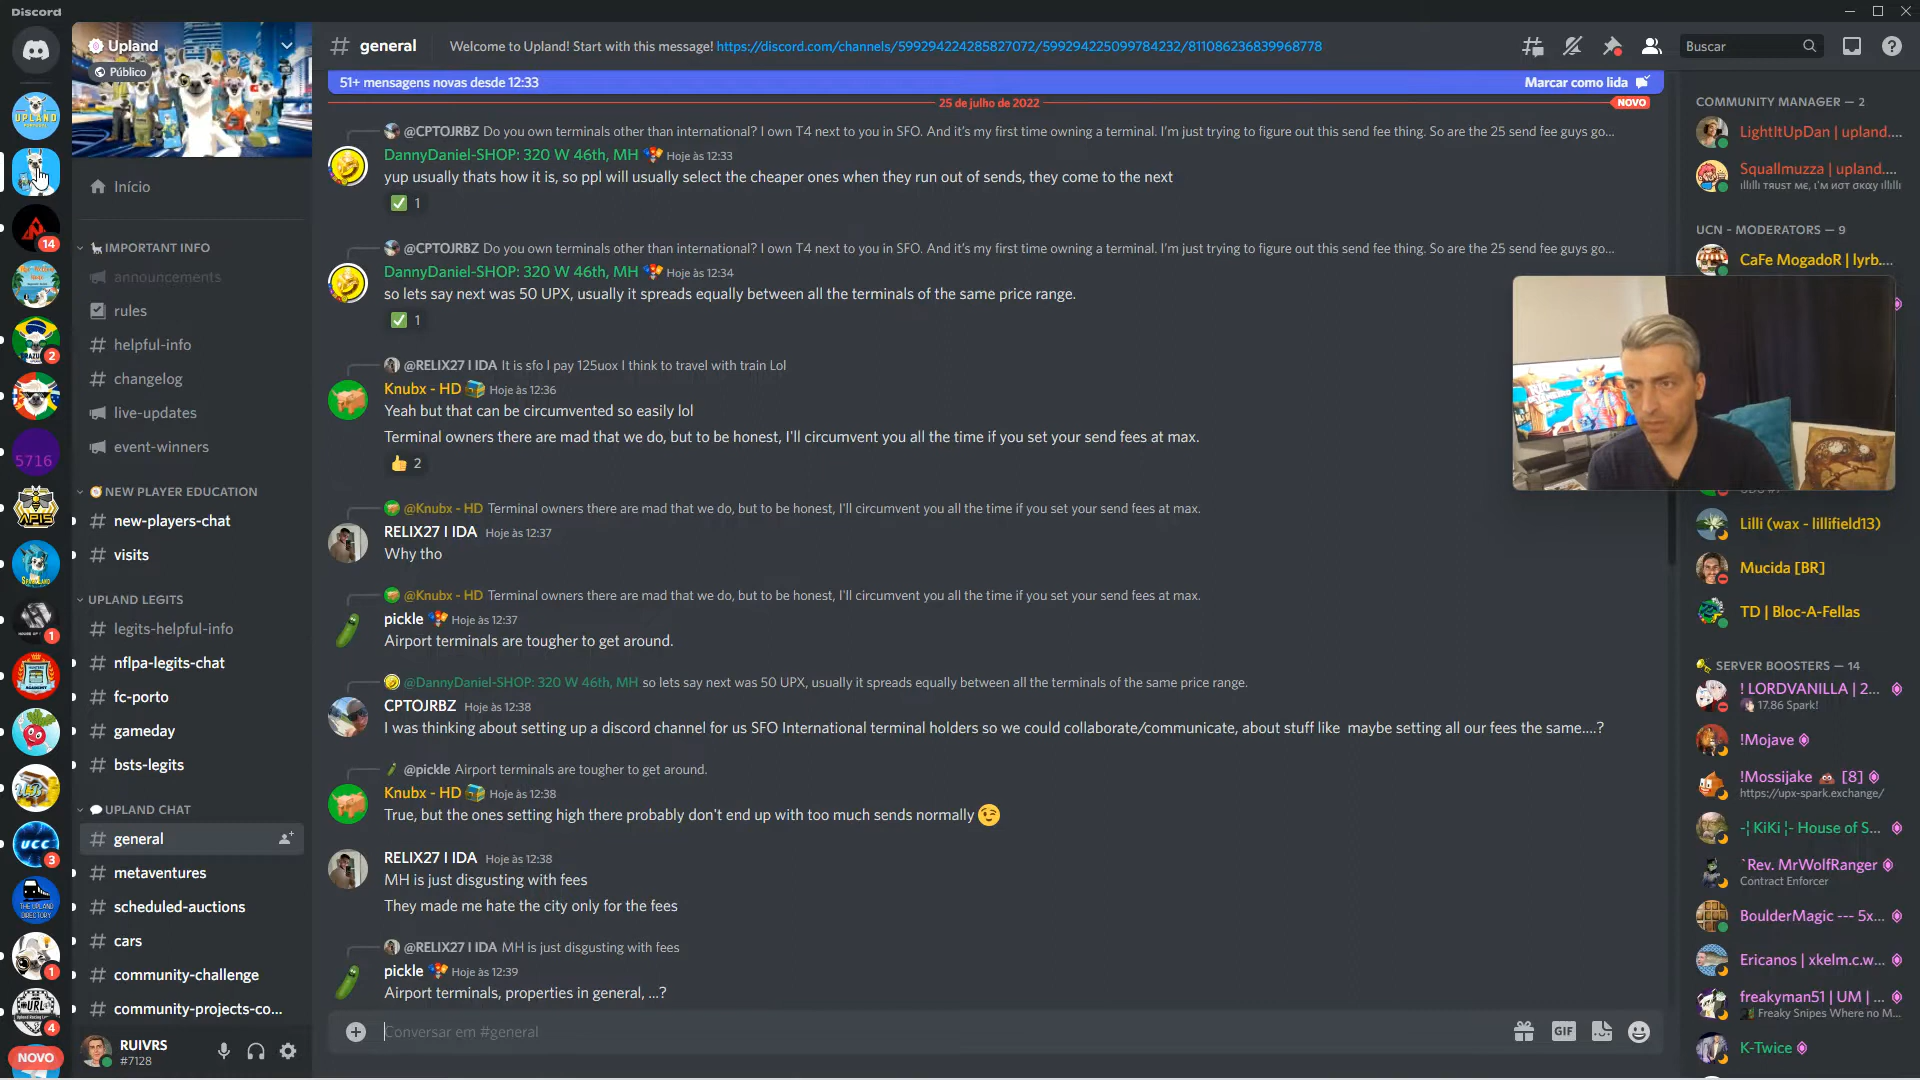 Discord
Upland
Público
Início
IMPORTANT INFO
announcements
rules
helpful-info
changelog
live-updates
event-winners
NEW PLAYER EDUCATION
new-players-chat
visits
UPLAND LEGITS
legits-helpful-info
nflpa-legits-chat
fc-porto
gameday
bsts-legits
UPLAND CHAT
general
metaventures
scheduled-auctions
cars
community-challenge
community-projects-co...
RUIVRS
#7128
UPLAND
14
2
5716
APIS
1
UB
UCC
3
THE UPLAND DIRECTORY
1
URL
4
NOVO
general
Welcome to Upland! Start with this message! https://discord.com/channels/599294224285827072/599294225099784232/811086236839968778
Buscar
51+ mensagens novas desde 12:33
Marcar como lida
25 de julho de 2022
NOVO
@CPTOJRBZ Do you own terminals other than international? I own T4 next to you in SFO. And it's my first time owning a terminal. I'm just trying to figure out this send fee thing. So are the 25 send fee guys go...
DannyDaniel-SHOP: 320 W 46th, MH Hoje às 12:33
yup usually thats how it is, so ppl will usually select the cheaper ones when they run out of sends, they come to the next
1
@CPTOJRBZ Do you own terminals other than international? I own T4 next to you in SFO. And it's my first time owning a terminal. I'm just trying to figure out this send fee thing. So are the 25 send fee guys go...
DannyDaniel-SHOP: 320 W 46th, MH Hoje às 12:34
so lets say next was 50 UPX, usually it spreads equally between all the terminals of the same price range.
1
@RELIX27 I IDA It is sfo I pay 125uox I think to travel with train Lol
Knubx - HD Hoje às 12:36
Yeah but that can be circumvented so easily lol
Terminal owners there are mad that we do, but to be honest, I'll circumvent you all the time if you set your send fees at max.
2
@Knubx - HD Terminal owners there are mad that we do, but to be honest, I'll circumvent you all the time if you set your send fees at max.
RELIX27 I IDA Hoje às 12:37
Why tho
@Knubx - HD Terminal owners there are mad that we do, but to be honest, I'll circumvent you all the time if you set your send fees at max.
pickle Hoje às 12:37
Airport terminals are tougher to get around.
@DannyDaniel-SHOP: 320 W 46th, MH so lets say next was 50 UPX, usually it spreads equally between all the terminals of the same price range.
CPTOJRBZ Hoje às 12:38
I was thinking about setting up a discord channel for us SFO International terminal holders so we could collaborate/communicate, about stuff like maybe setting all our fees the same....?
@pickle Airport terminals are tougher to get around.
Knubx - HD Hoje às 12:38
True, but the ones setting high there probably don't end up with too much sends normally
RELIX27 I IDA Hoje às 12:38
MH is just disgusting with fees
They made me hate the city only for the fees
@RELIX27 I IDA MH is just disgusting with fees
pickle Hoje às 12:39
Airport terminals, properties in general, ...?
Conversar em #general
GIF
COMMUNITY MANAGER — 2
LightItUpDan | upland....
Squallmuzza | upland....
ıllıllı тʀυѕт мᴇ, ι'м иσт σкαү ıllıllı
UCN - MODERATORS — 9
CaFe MogadoR | lyrb....
Lilli (wax - lillifield13)
Mucida [BR]
TD | Bloc-A-Fellas
SERVER BOOSTERS — 14
! LORDVANILLA | 2...
17.86 Spark!
!Mojave
!Mossijake [8]
https://upx-spark.exchange/
-¦ KiKi ¦- House of S...
`Rev. MrWolfRanger
Contract Enforcer
BoulderMagic --- 5x...
Ericanos | xkelm.c.w...
freakyman51 | UM | ...
Freaky Snipes Where no M...
K-Twice